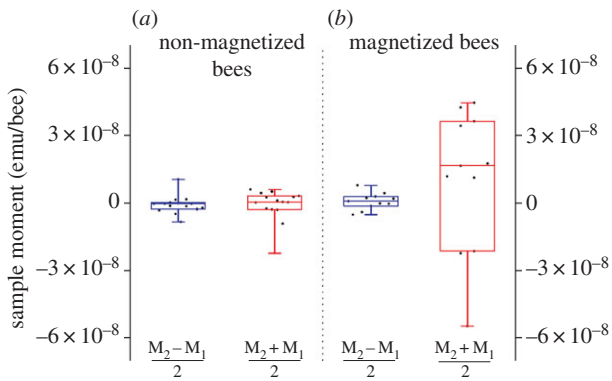 (a)
(b)
non-magnetized
bees
magnetized bees
sample moment (emu/bee)
6 × 10⁻⁸
3 × 10⁻⁸
0
−3 × 10⁻⁸
−6 × 10⁻⁸
6 × 10⁻⁸
3 × 10⁻⁸
0
−3 × 10⁻⁸
−6 × 10⁻⁸
M₂ − M₁
2
M₂ + M₁
2
M₂ − M₁
2
M₂ + M₁
2